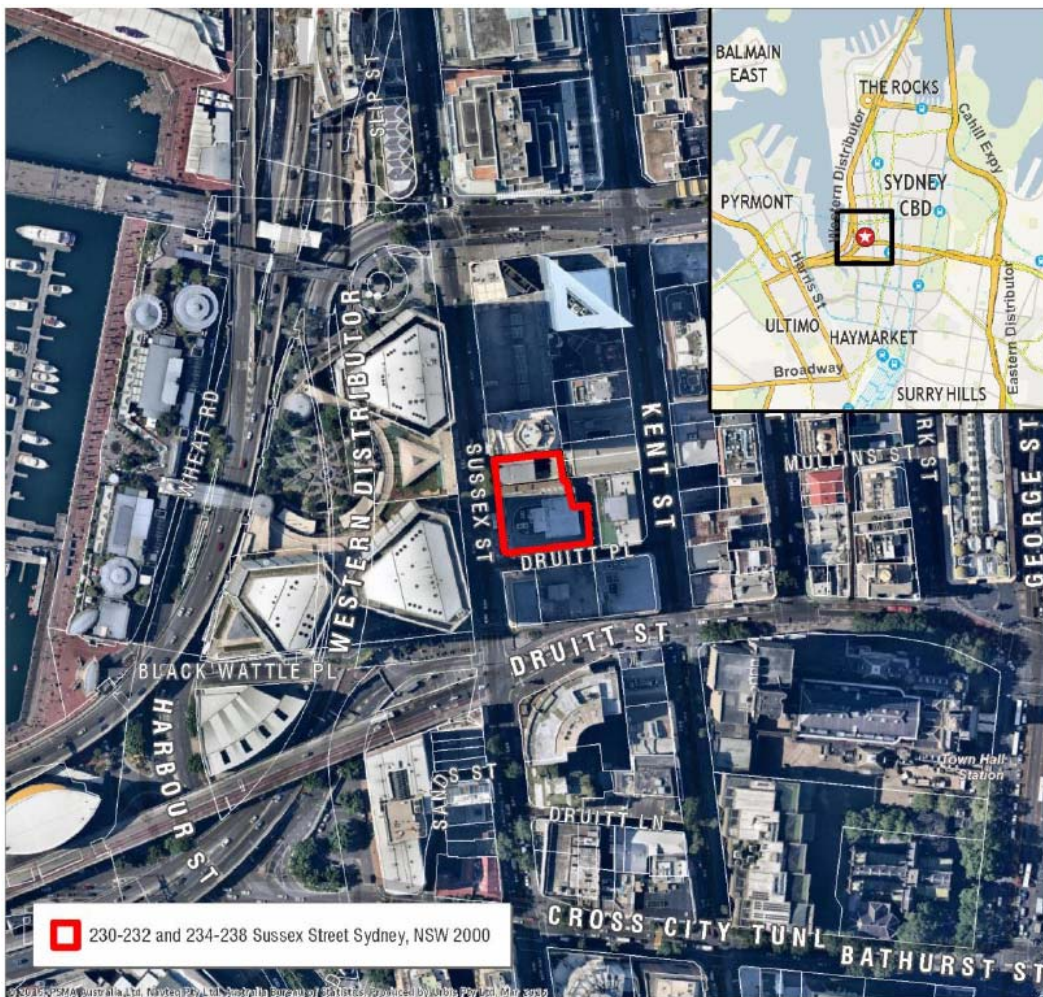 BALMAIN
EAST
THE ROCKS
Cahill Expy
Western Distributor
SYDNEY
CBD
PYRMONT
Harris St
ULTIMO
HAYMARKET
Broadway
SURRY HILLS
Eastern Distributor
SLIP ST
WHEAT RD
WESTERN DISTRIBUTOR
SUSSEX ST
KENT ST
MULLINS ST
RK ST
GEORGE ST
DRUITT PL
DRUITT ST
BLACK WATTLE PL
HARBOUR ST
Town Hall
Station
DRUITT LN
CROSS CITY TUNL
BATHURST ST
230-232 and 234-238 Sussex Street Sydney, NSW 2000